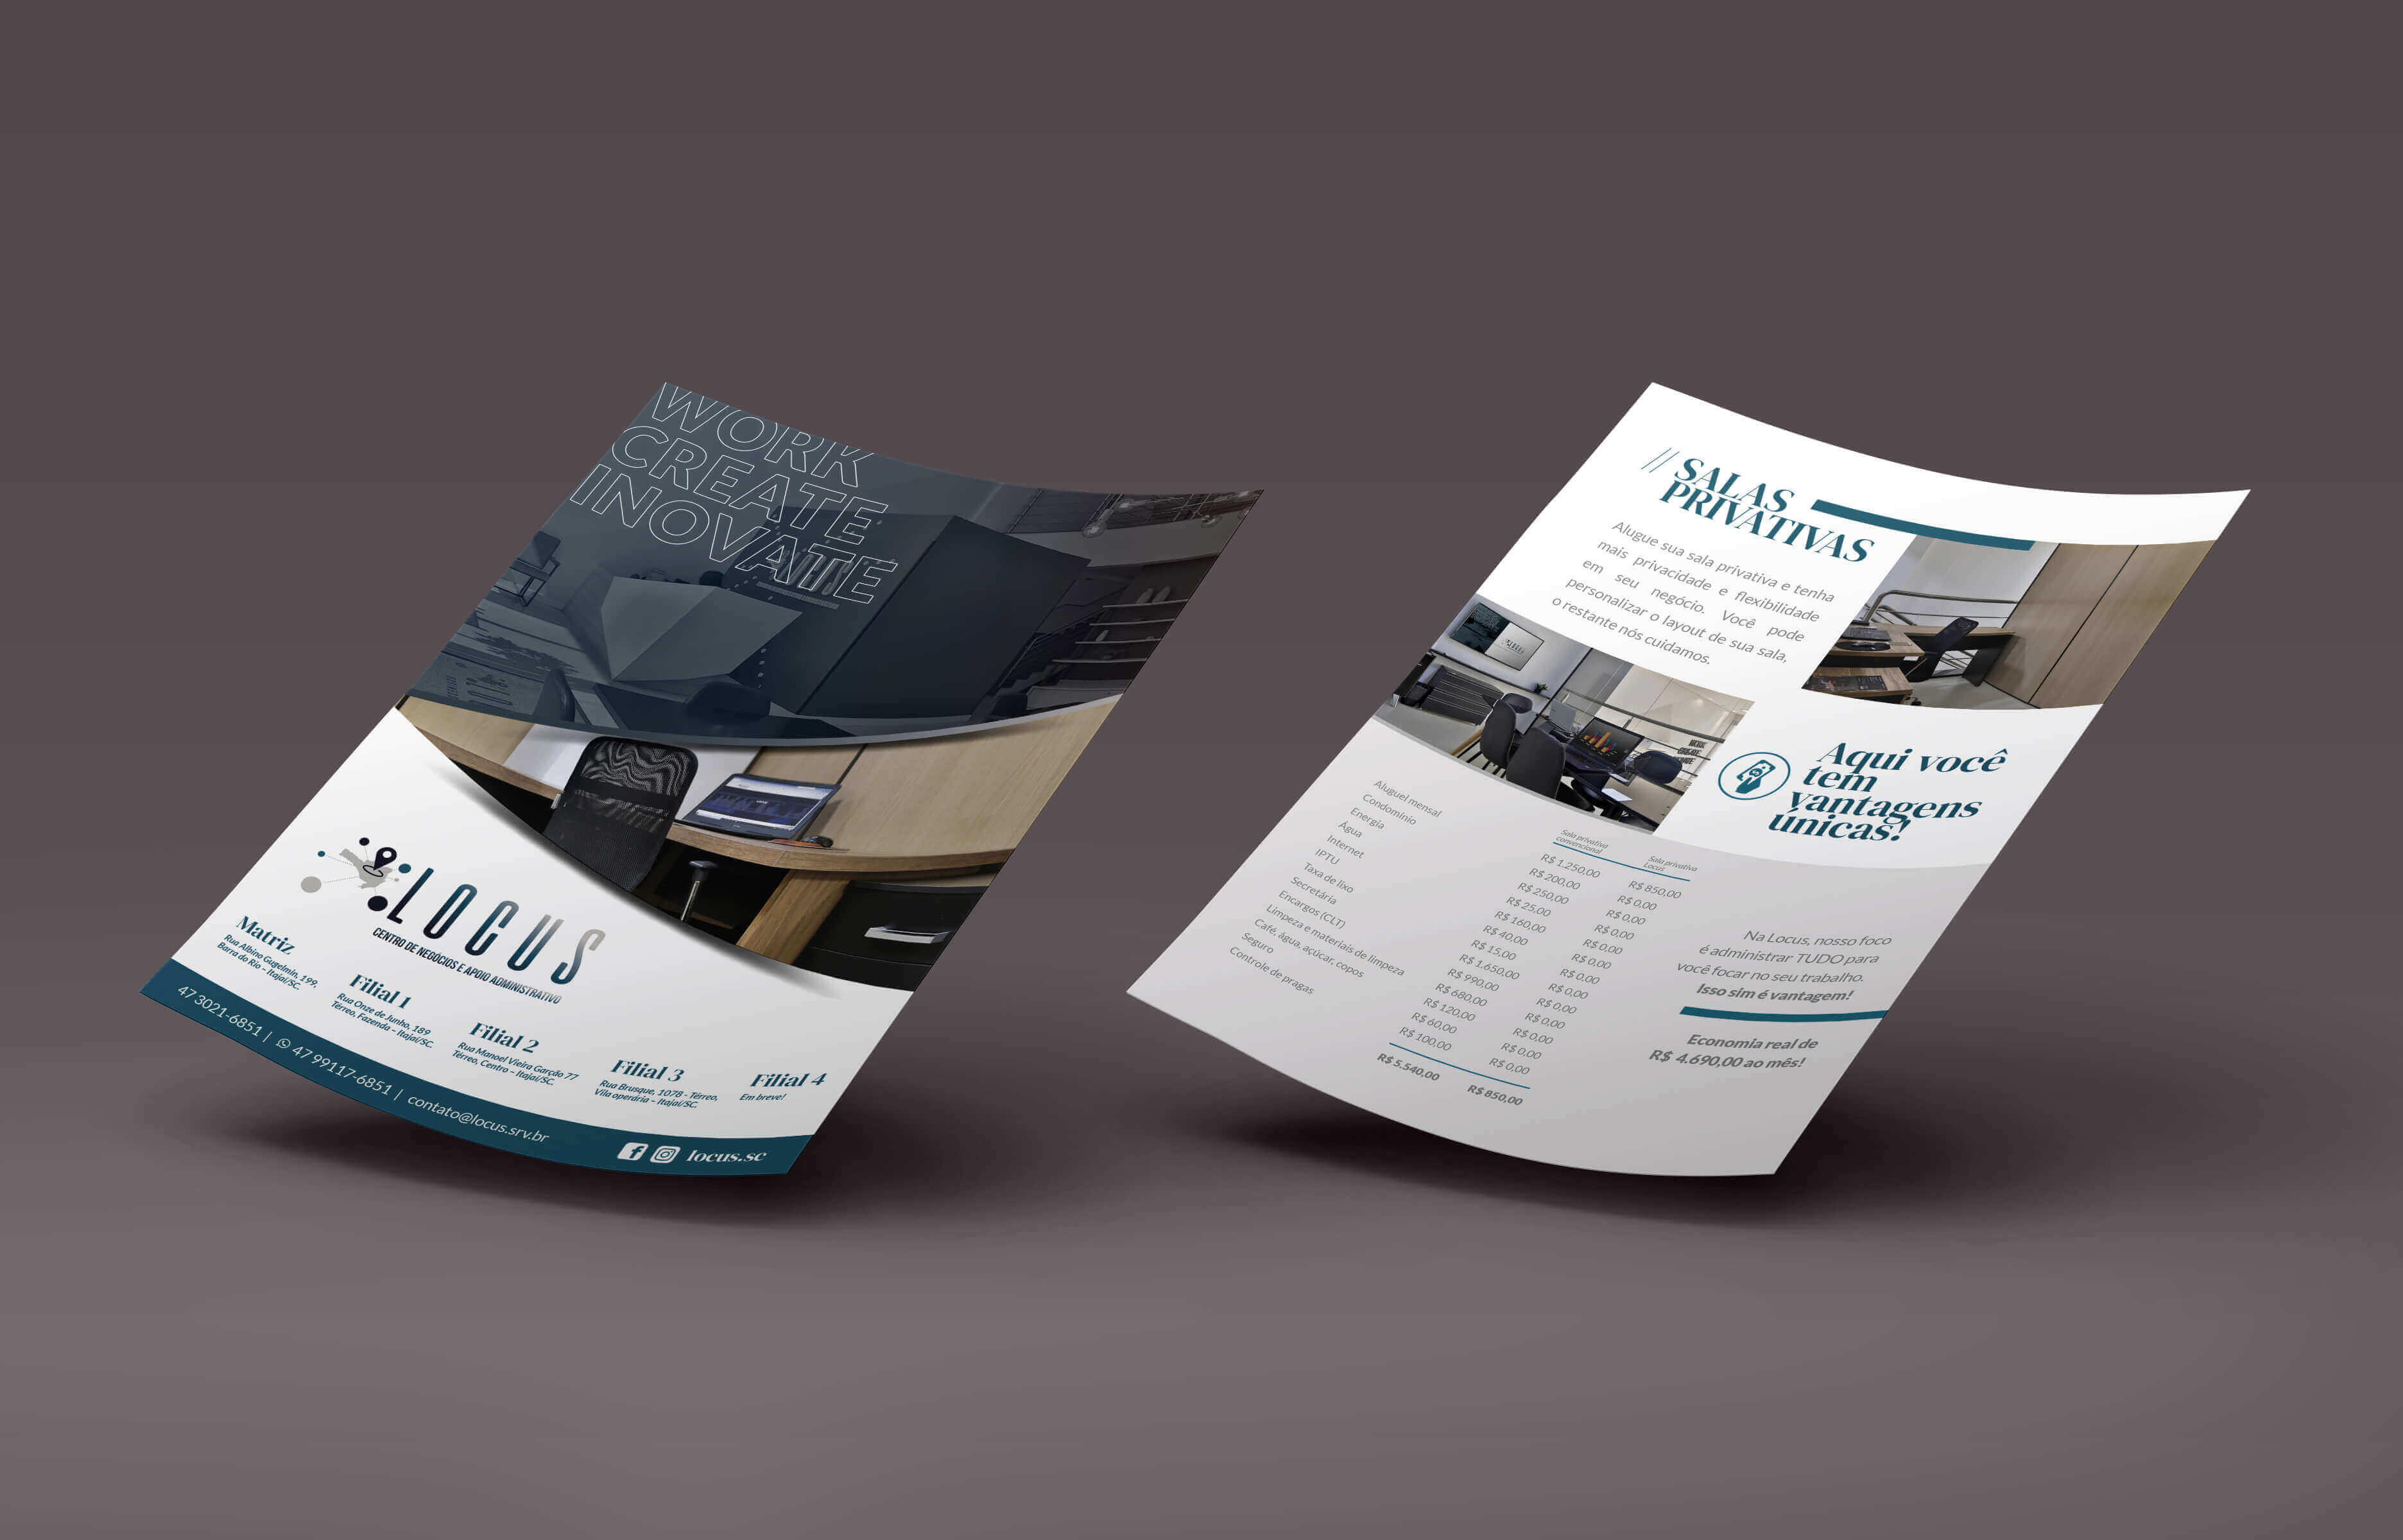 WORK
CREATE
INOVATE
LOCUS
CENTRO DE NEGÓCIOS E APOIO ADMINISTRATIVO
Matriz
Rua Albino Gugelmin, 199,
Barra do Rio - Itajaí/SC.
Filial 1
Rua Onze de Junho, 189
Térreo, Fazenda - Itajaí/SC.
Filial 2
Rua Manoel Vieira Garção 77
Térreo, Centro - Itajaí/SC.
Filial 3
Rua Brusque, 1078 - Térreo,
Vila operária - Itajaí/SC.
Filial 4
Em breve!
47 3021-6851 | 47 99117-6851 | contato@locus.srv.br
locus.sc
// SALAS
PRIVATIVAS
Alugue sua sala privativa e tenha
mais privacidade e flexibilidade
em seu negócio. Você pode
personalizar o layout de sua sala,
o restante nós cuidamos.
Aqui você
tem
vantagens
únicas!
Sala privativa
convencional
Sala privativa
Locus
Aluguel mensal R$ 1.250,00 R$ 850,00
Condomínio R$ 200,00 R$ 0,00
Energia R$ 250,00 R$ 0,00
Água R$ 25,00 R$ 0,00
Internet R$ 160,00 R$ 0,00
IPTU R$ 40,00 R$ 0,00
Taxa de lixo R$ 15,00 R$ 0,00
Secretária R$ 1.650,00 R$ 0,00
Encargos (CLT) R$ 990,00 R$ 0,00
Limpeza e materiais de limpeza R$ 680,00 R$ 0,00
Café, água, açúcar, copos R$ 120,00 R$ 0,00
Seguro R$ 60,00 R$ 0,00
Controle de pragas R$ 100,00 R$ 0,00
R$ 5.540,00 R$ 850,00
Na Locus, nosso foco
é administrar TUDO para
você focar no seu trabalho.
Isso sim é vantagem!
Economia real de
R$ 4.690,00 ao mês!